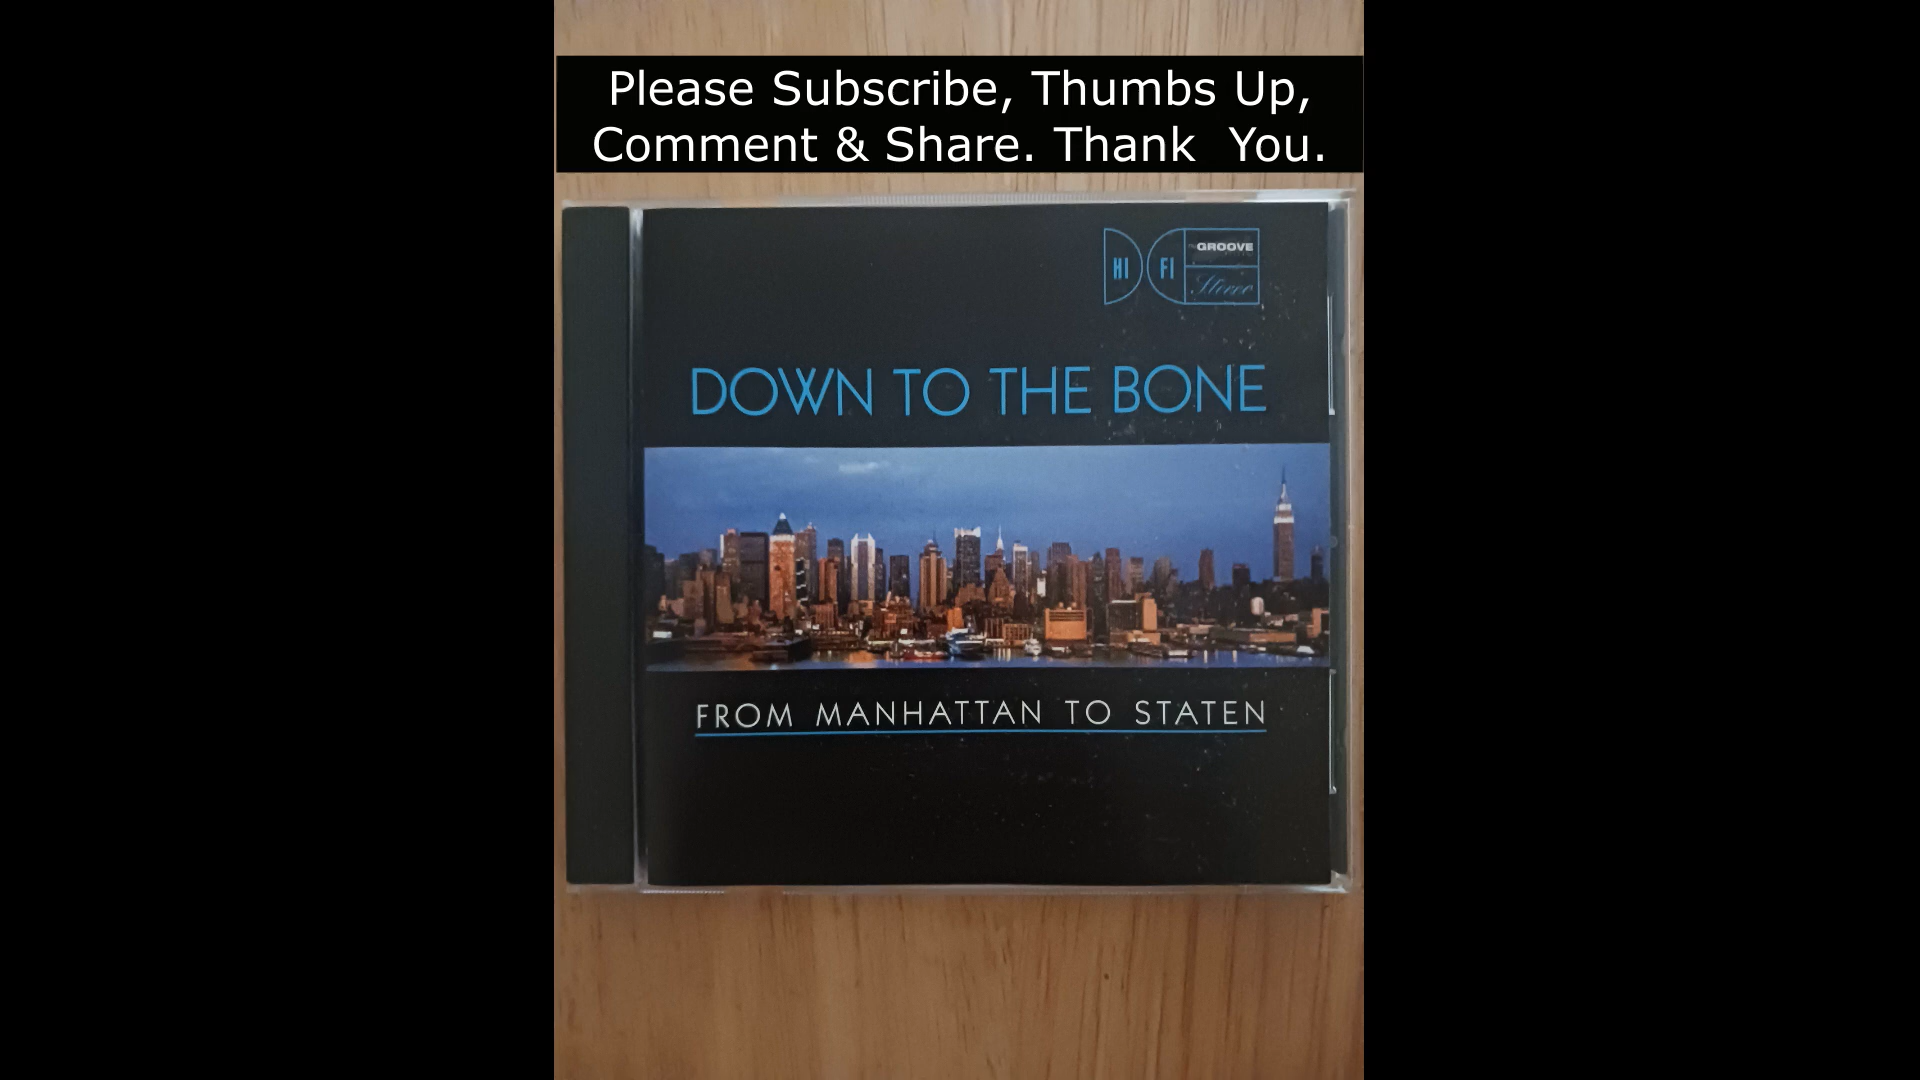 Please Subscribe, Thumbs Up,
Comment & Share. Thank  You.
HI FI
GROOVE
Stereo
DOWN TO THE BONE
FROM MANHATTAN TO STATEN